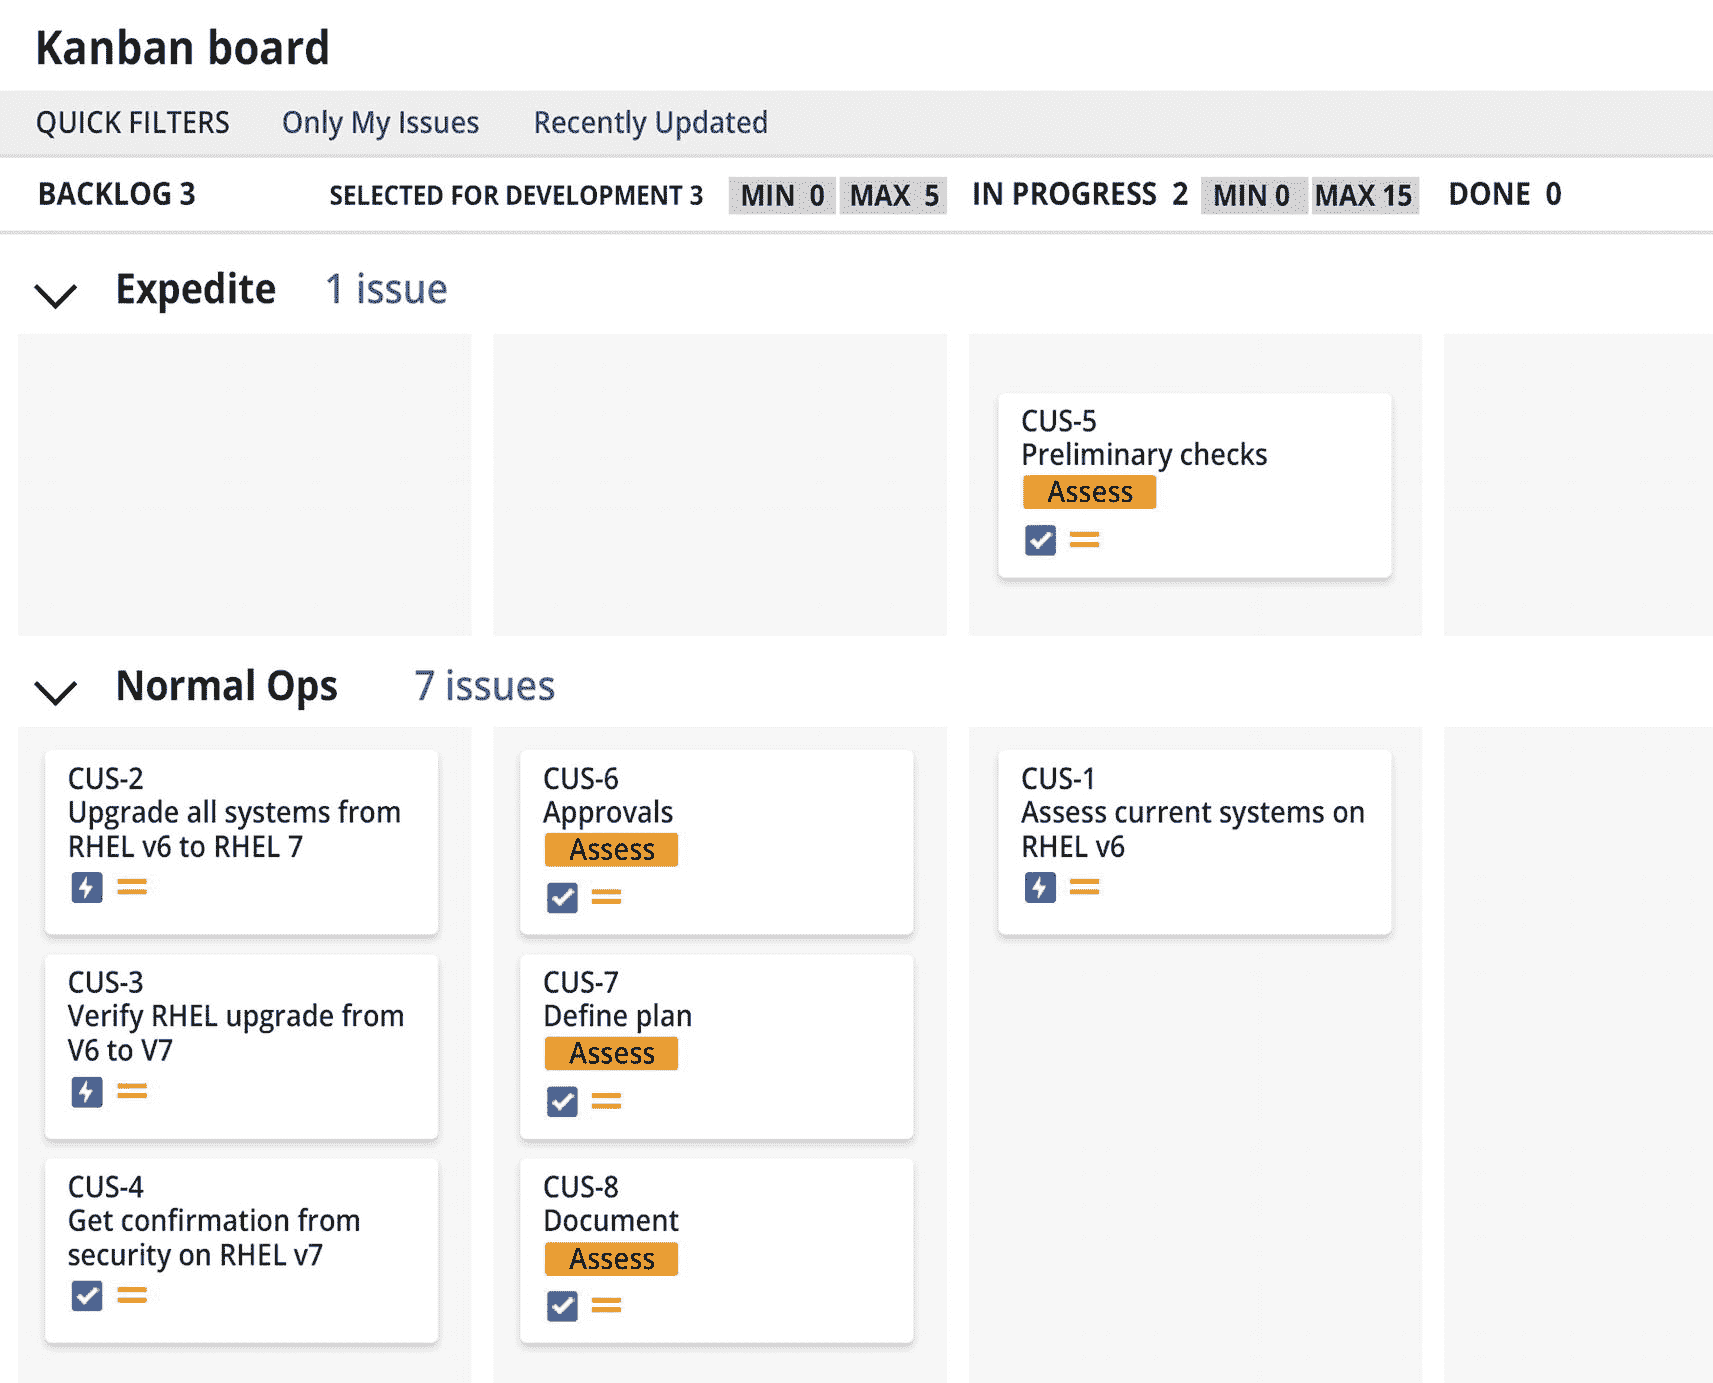 Kanban board
QUICK FILTERS Only My Issues Recently Updated
BACKLOG 3 SELECTED FOR DEVELOPMENT 3 MIN 0 MAX 5 IN PROGRESS 2 MIN 0 MAX 15 DONE 0
Expedite 1 issue
CUS-5
Preliminary checks
Assess
Normal Ops 7 issues
CUS-2
Upgrade all systems from
RHEL v6 to RHEL 7
CUS-3
Verify RHEL upgrade from
V6 to V7
CUS-4
Get confirmation from
security on RHEL v7
CUS-6
Approvals
Assess
CUS-7
Define plan
Assess
CUS-8
Document
Assess
CUS-1
Assess current systems on
RHEL v6